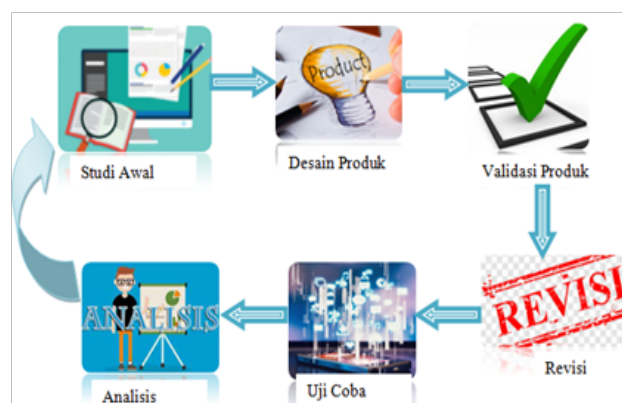 Product
Studi Awal
Desain Produk
Validasi Produk
REVISI
Revisi
ANALISIS
Uji Coba
Analisis